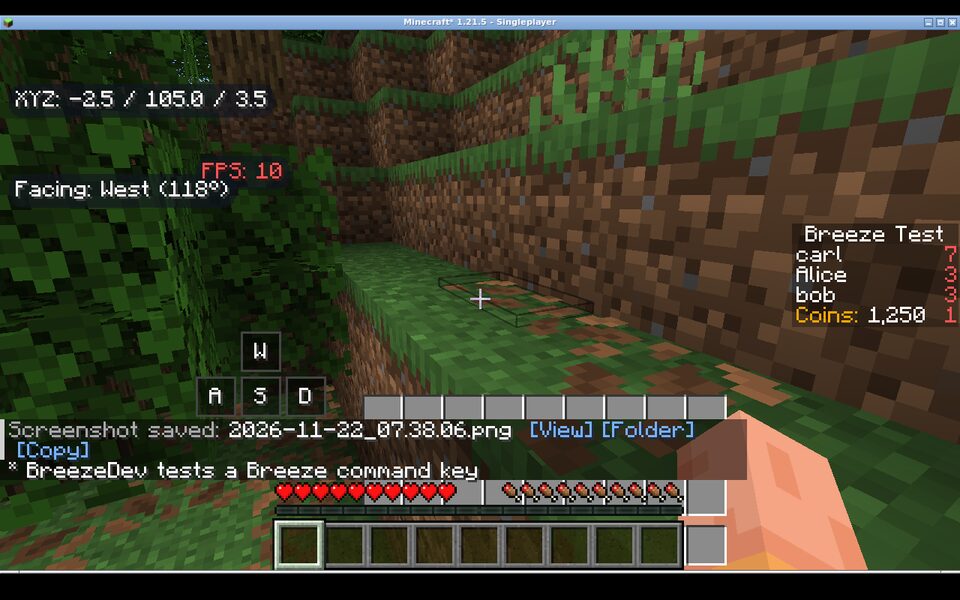 Minecraft* 1.21.5 - Singleplayer
XYZ: -2.5 / 105.0 / 3.5
FPS: 10
Facing: West (118°)
Breeze Test
carl 7
Alice 3
bob 3
Coins: 1,250 1
W
A S D
Screenshot saved: 2026-11-22_07.38.06.png [View] [Folder]
[Copy]
* BreezeDev tests a Breeze command key